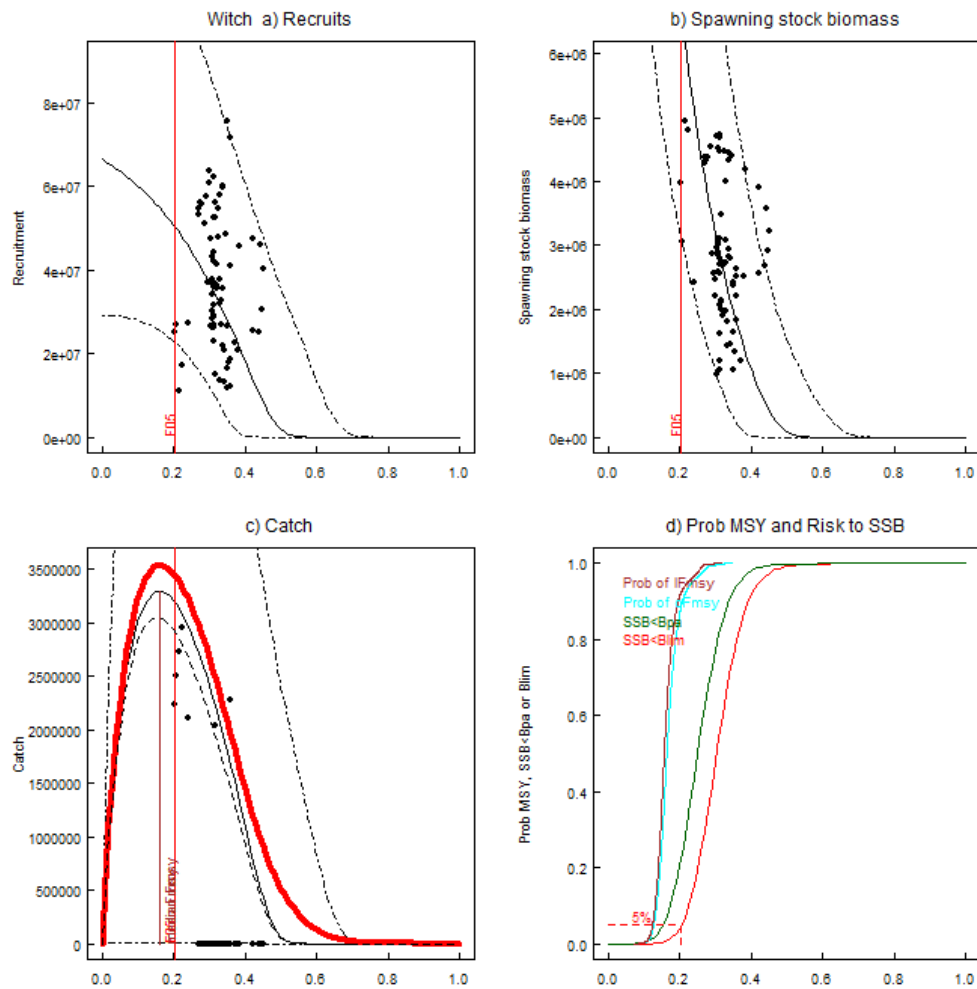 Witch a) Recruits
Recruitment
8e+07
6e+07
4e+07
2e+07
0e+00
F05
0.0 0.2 0.4 0.6 0.8 1.0
b) Spawning stock biomass
Spawning stock biomass
6e+06
5e+06
4e+06
3e+06
2e+06
1e+06
0e+00
F05
0.0 0.2 0.4 0.6 0.8 1.0
c) Catch
Catch
3500000
3000000
2500000
2000000
1500000
1000000
500000
0
0.0 0.2 0.4 0.6 0.8 1.0
d) Prob MSY and Risk to SSB
Prob MSY, SSB<Bpa or Blim
1.0
0.8
0.6
0.4
0.2
0.0
Prob of
Prob of
SSB<Bpa
SSB<Blim
5%
0.0 0.2 0.4 0.6 0.8 1.0